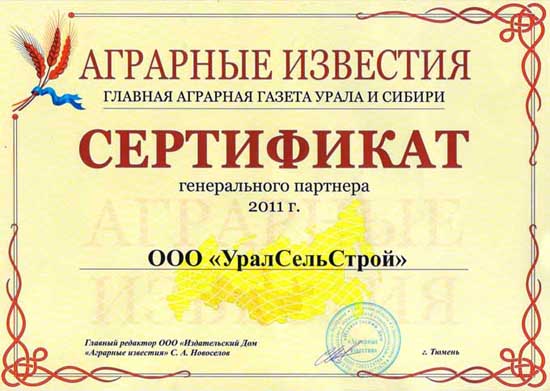 АГРАРНЫЕ ИЗВЕСТИЯ
ГЛАВНАЯ АГРАРНАЯ ГАЗЕТА УРАЛА И СИБИРИ
СЕРТИФИКАТ
генерального партнера
2011 г.
ООО «УралСельСтрой»
Главный редактор ООО «Издательский Дом
«Аграрные известия» С. А. Новоселов
г. Тюмень